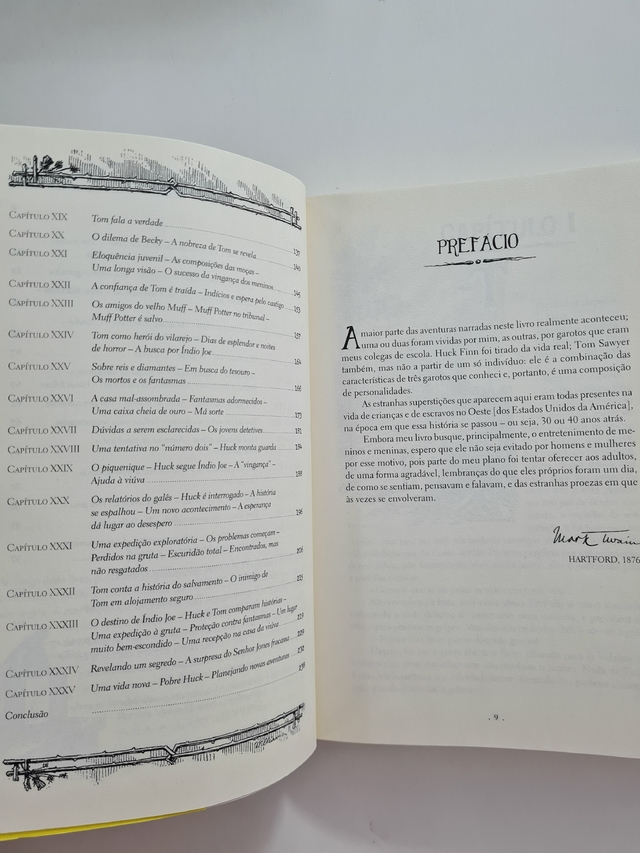 CAPÍTULO XIX Tom fala a verdade
CAPÍTULO XX O dilema de Becky – A nobreza de Tom se revela 137
CAPÍTULO XXI Eloquência juvenil – As composições das moças –
Uma longa visão – O sucesso da vingança dos meninos
CAPÍTULO XXII A confiança de Tom é traída – Indícios e espera pelo castigo
CAPÍTULO XXIII Os amigos do velho Muff – Muff Potter no tribunal –
Muff Potter é salvo
CAPÍTULO XXIV Tom como herói do vilarejo – Dias de esplendor e noites
de horror – A busca por Índio Joe
CAPÍTULO XXV Sobre reis e diamantes – Em busca do tesouro –
Os mortos e os fantasmas
CAPÍTULO XXVI A casa mal-assombrada – Fantasmas adormecidos –
Uma caixa cheia de ouro – Má sorte
CAPÍTULO XXVII Dúvidas a serem esclarecidas – Os jovens detetives
CAPÍTULO XXVIII Uma tentativa no "número dois" – Huck monta guarda
CAPÍTULO XXIX O piquenique – Huck segue Índio Joe – A "vingança" –
Ajuda à viúva
CAPÍTULO XXX Os relatórios do galês – Huck é interrogado – A história
se espalhou – Um novo acontecimento – A esperança
dá lugar ao desespero 196
CAPÍTULO XXXI Uma expedição exploratória – Os problemas começam –
Perdidos na gruta – Escuridão total – Encontrados, mas
não resgatados
CAPÍTULO XXXII Tom conta a história do salvamento – O inimigo de
Tom em alojamento seguro
CAPÍTULO XXXIII O destino de Índio Joe – Huck e Tom comparam histórias –
Uma expedição à gruta – Proteção contra fantasmas – Um lugar
muito bem-escondido – Uma recepção na casa da viúva
CAPÍTULO XXXIV Revelando um segredo – A surpresa do Senhor Jones fracassa
CAPÍTULO XXXV Uma vida nova – Pobre Huck – Planejando novas aventuras
Conclusão
PREFÁCIO
A maior parte das aventuras narradas neste livro realmente aconteceu;
uma ou duas foram vividas por mim, as outras, por garotos que eram
meus colegas de escola. Huck Finn foi tirado da vida real; Tom Sawyer
também, mas não a partir de um só indivíduo: ele é a combinação das
características de três garotos que conheci e, portanto, é uma composição
de personalidades.
As estranhas superstições que aparecem aqui eram todas presentes na
vida de crianças e de escravos no Oeste [dos Estados Unidos da América],
na época em que essa história se passou – ou seja, 30 ou 40 anos atrás.
Embora meu livro busque, principalmente, o entretenimento de me-
ninos e meninas, espero que ele não seja evitado por homens e mulheres
por esse motivo, pois parte do meu plano foi tentar oferecer aos adultos,
de uma forma agradável, lembranças do que eles próprios foram um dia,
de como se sentiam, pensavam e falavam, e das estranhas proezas em que
às vezes se envolveram.
Mark Twain
HARTFORD, 1876
. 9 .